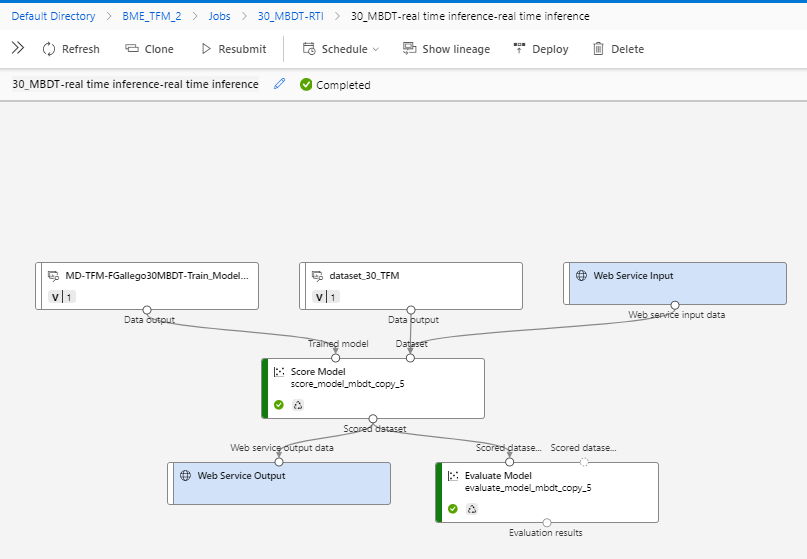 Default Directory > BME_TFM_2 > Jobs > 30_MBDT-RTI > 30_MBDT-real time inference-real time inference
Refresh Clone Resubmit Schedule Show lineage Deploy Delete
30_MBDT-real time inference-real time inference Completed
MD-TFM-FGallego30MBDT-Train_Model...
V 1
dataset_30_TFM
V 1
Web Service Input
Data output
Data output
Web service input data
Trained model
Dataset
Score Model
score_model_mbdt_copy_5
Scored dataset
Web service output data
Scored datase...
Scored datase...
Web Service Output
Evaluate Model
evaluate_model_mbdt_copy_5
Evaluation results